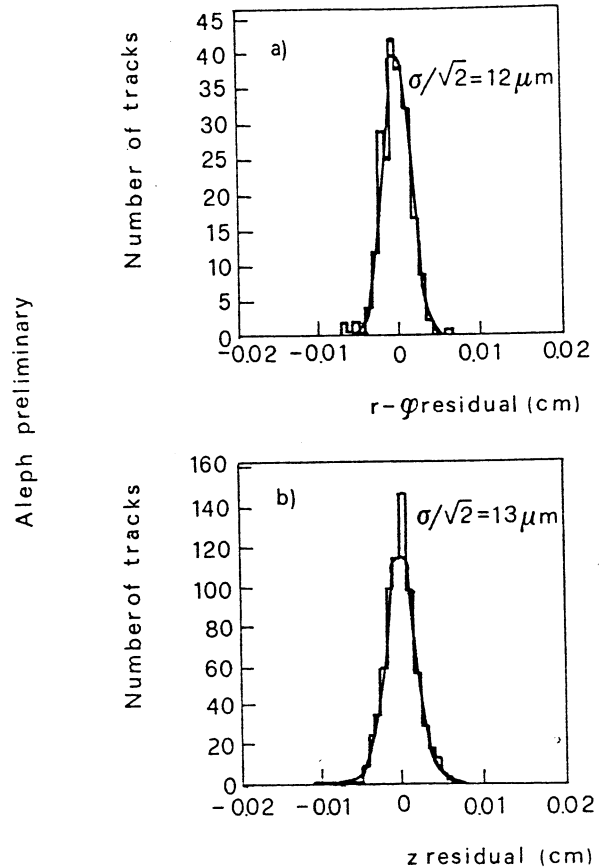 Aleph preliminary
Number of tracks
45
40
35
30
25
20
15
10
5
0
a)
σ/√2=12μm
-0.02 -0.01 0 0.01 0.02
r-φ residual (cm)
Number of tracks
160
140
120
100
80
60
40
20
0
b)
σ/√2=13μm
-0.02 -0.01 0 0.01 0.02
z residual (cm)